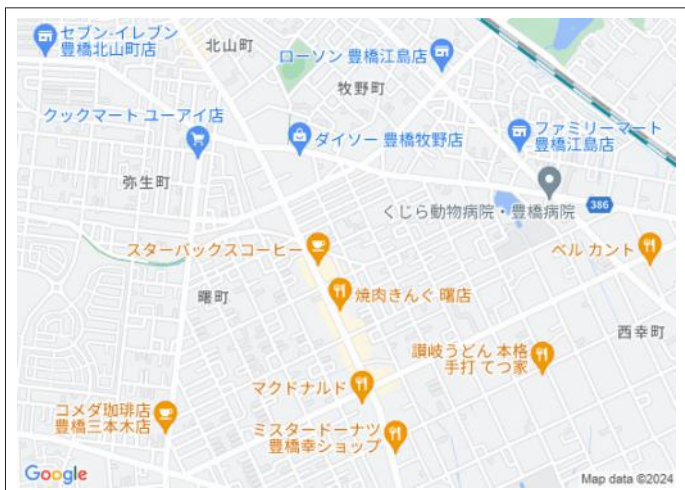 セブン-イレブン
豊橋北山町店
北山町
ローソン 豊橋江島店
牧野町
クックマート ユーアイ店
ダイソー 豊橋牧野店
ファミリーマート
豊橋江島店
弥生町
くじら動物病院・豊橋病院
386
スターバックスコーヒー
ベル カント
曙町
焼肉きんぐ 曙店
西幸町
讃岐うどん 本格
手打 てつ家
マクドナルド
コメダ珈琲店
豊橋三本木店
ミスタードーナツ
豊橋幸ショップ
Google
Map data ©2024